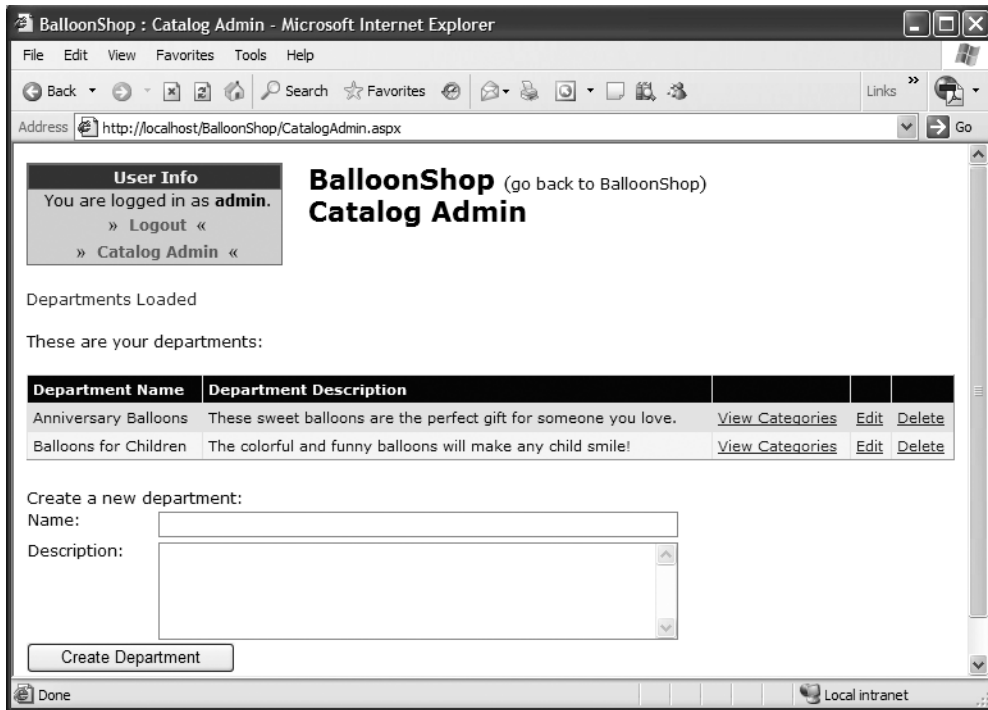 BalloonShop : Catalog Admin - Microsoft Internet Explorer
File Edit View Favorites Tools Help
Back Search Favorites Links »
Address http://localhost/BalloonShop/CatalogAdmin.aspx Go
User Info
You are logged in as admin.
» Logout «
» Catalog Admin «
BalloonShop (go back to BalloonShop)
Catalog Admin
Departments Loaded
These are your departments:
Department Name Department Description
Anniversary Balloons These sweet balloons are the perfect gift for someone you love. View Categories Edit Delete
Balloons for Children The colorful and funny balloons will make any child smile! View Categories Edit Delete
Create a new department:
Name:
Description:
Create Department
Done Local intranet